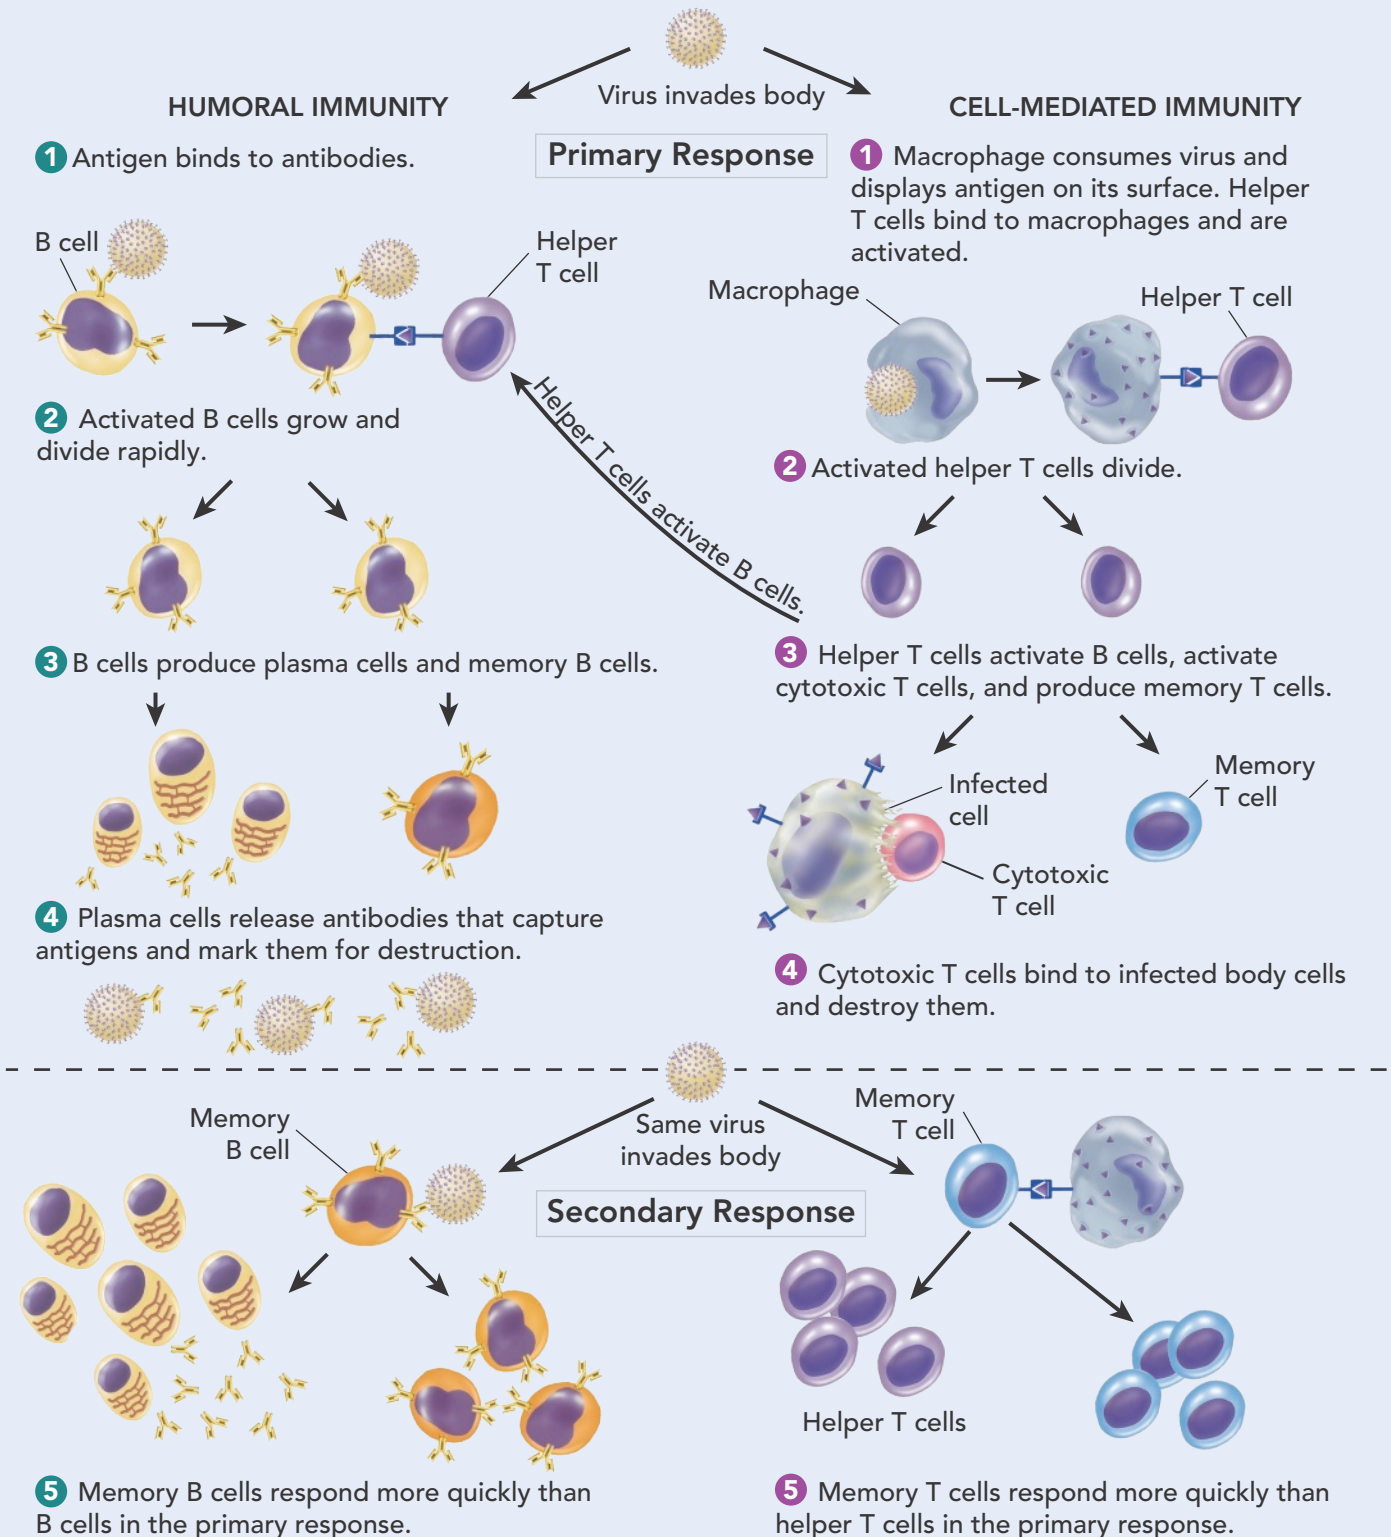 Virus invades body
HUMORAL IMMUNITY
CELL-MEDIATED IMMUNITY
Primary Response
1 Antigen binds to antibodies.
B cell
Helper
T cell
2 Activated B cells grow and
divide rapidly.
3 B cells produce plasma cells and memory B cells.
4 Plasma cells release antibodies that capture
antigens and mark them for destruction.
Helper T cells activate B cells.
1 Macrophage consumes virus and
displays antigen on its surface. Helper
T cells bind to macrophages and are
activated.
Macrophage
Helper T cell
2 Activated helper T cells divide.
3 Helper T cells activate B cells, activate
cytotoxic T cells, and produce memory T cells.
Infected
cell
Memory
T cell
Cytotoxic
T cell
4 Cytotoxic T cells bind to infected body cells
and destroy them.
Same virus
invades body
Secondary Response
Memory
B cell
5 Memory B cells respond more quickly than
B cells in the primary response.
Memory
T cell
Helper T cells
5 Memory T cells respond more quickly than
helper T cells in the primary response.